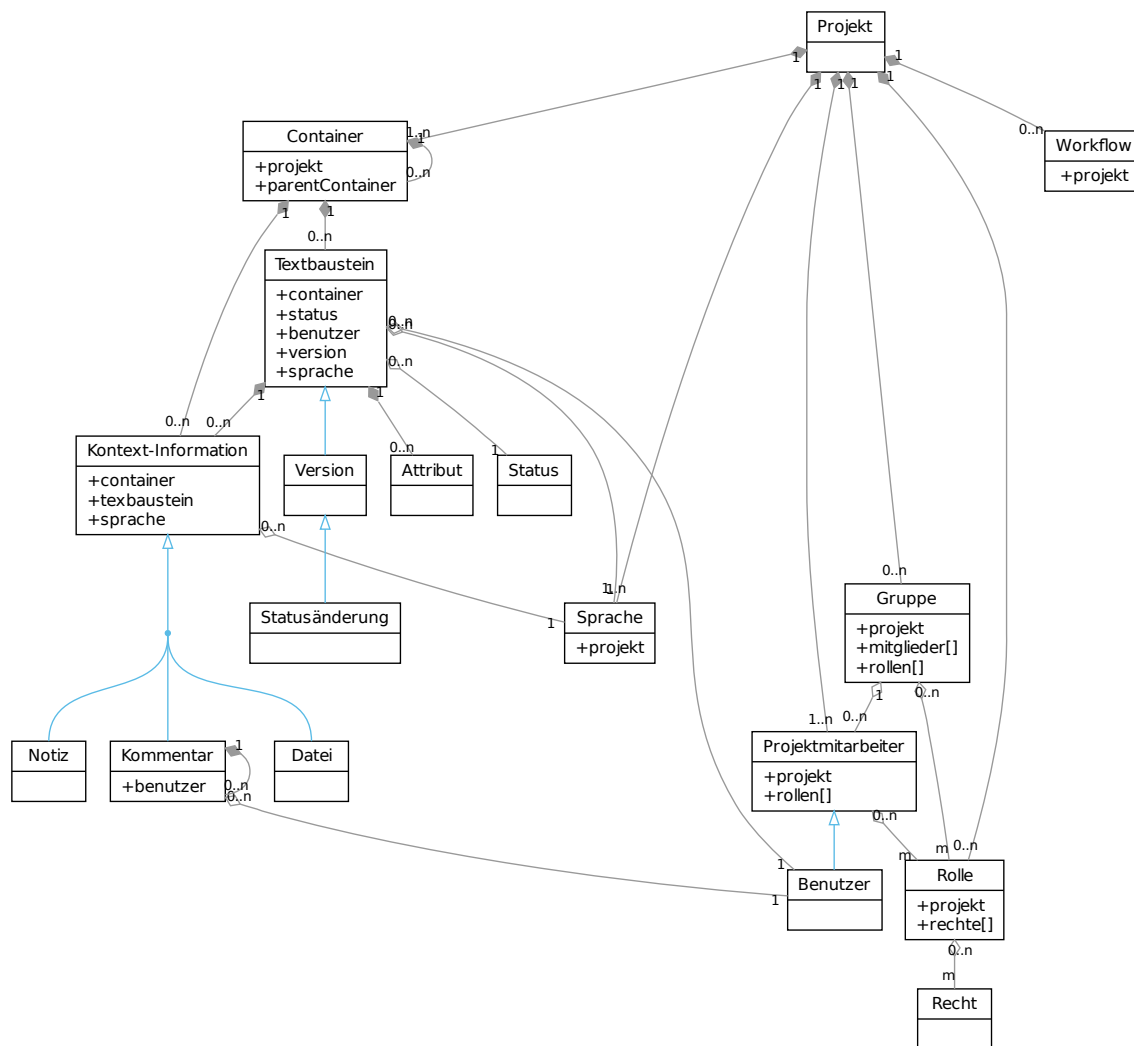 Projekt
1
1
1
1
1
1
1..n
1
0..n
Container
+projekt
+parentContainer
0..n
Workflow
+projekt
1
1
0..n
Textbaustein
+container
+status
+benutzer
+version
+sprache
0..n
0..n
0..n
1
1
0..n
0..n
0..n
1
Kontext-Information
+container
+texbaustein
+sprache
Version
Attribut
Status
0..n
0..n
1
1..n
1
Statusänderung
Sprache
+projekt
Gruppe
+projekt
+mitglieder[]
+rollen[]
1
0..n
1..n
0..n
Notiz
Kommentar
+benutzer
Datei
1
0..n
0..n
Projektmitarbeiter
+projekt
+rollen[]
0..n
m
0..n
m
1
1
Benutzer
Rolle
+projekt
+rechte[]
0..n
m
Recht